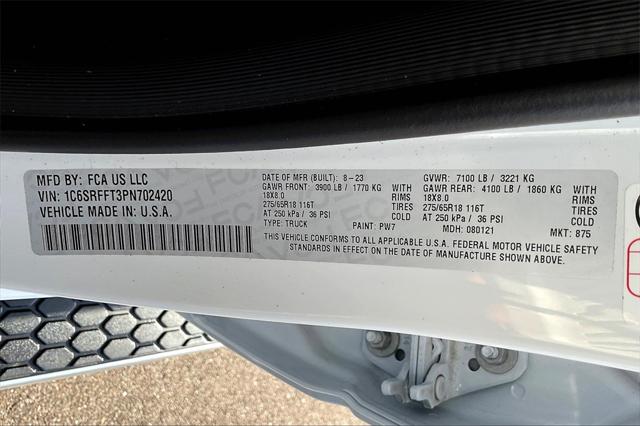 MFD BY: FCA US LLC
VIN: 1C6SRFFT3PN702420
VEHICLE MADE IN: U.S.A.
DATE OF MFR (BUILT): 8-23
GAWR FRONT: 3900 LB / 1770 KG WITH
18X8.0 RIMS
275/65R18 116T TIRES
AT 250 kPa / 36 PSI
TYPE: TRUCK PAINT: PW7
GVWR: 7100 LB / 3221 KG
GAWR REAR: 4100 LB / 1860 KG WITH
18X8.0 RIMS
275/65R18 116T TIRES
AT 250 kPa / 36 PSI
MDH: 080121 MKT: 875
THIS VEHICLE CONFORMS TO ALL APPLICABLE U.S.A. FEDERAL MOTOR VEHICLE SAFETY
STANDARDS IN EFFECT ON THE DATE OF MANUFACTURE SHOWN ABOVE.